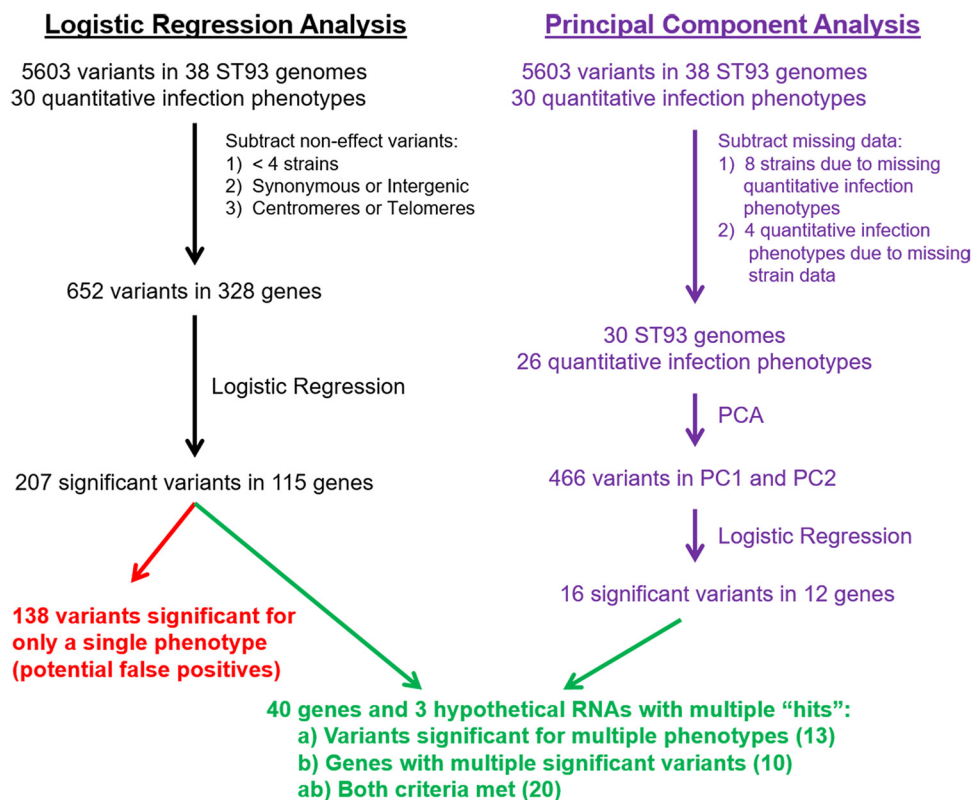 Logistic Regression Analysis
5603 variants in 38 ST93 genomes
30 quantitative infection phenotypes
Subtract non-effect variants:
1) < 4 strains
2) Synonymous or Intergenic
3) Centromeres or Telomeres
652 variants in 328 genes
Logistic Regression
207 significant variants in 115 genes
138 variants significant for
only a single phenotype
(potential false positives)
Principal Component Analysis
5603 variants in 38 ST93 genomes
30 quantitative infection phenotypes
Subtract missing data:
1) 8 strains due to missing
quantitative infection
phenotypes
2) 4 quantitative infection
phenotypes due to missing
strain data
30 ST93 genomes
26 quantitative infection phenotypes
PCA
466 variants in PC1 and PC2
Logistic Regression
16 significant variants in 12 genes
40 genes and 3 hypothetical RNAs with multiple “hits”:
a) Variants significant for multiple phenotypes (13)
b) Genes with multiple significant variants (10)
ab) Both criteria met (20)